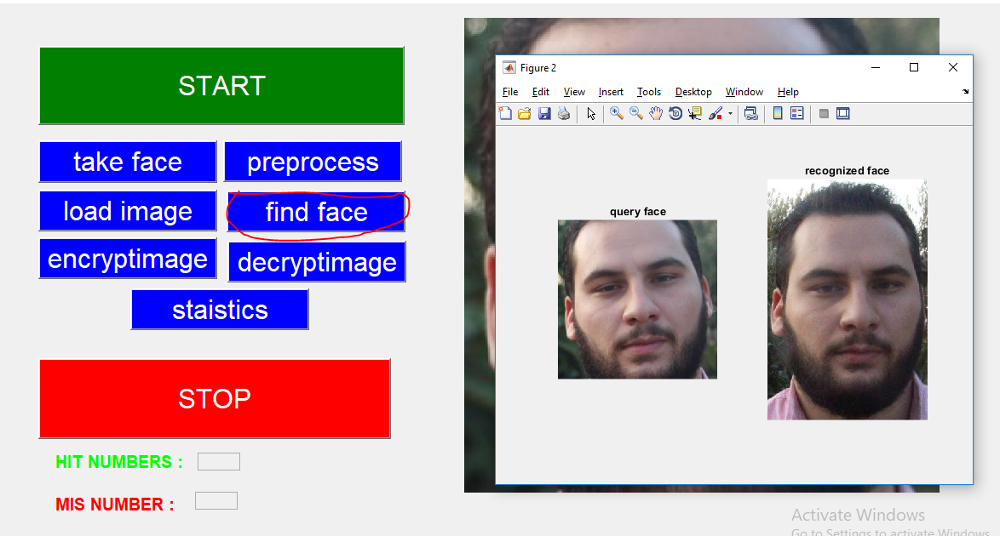 START
take face
preprocess
load image
find face
encryptimage
decryptimage
staistics
STOP
HIT NUMBERS :
MIS NUMBER :
Figure 2
File Edit View Insert Tools Desktop Window Help
query face
recognized face
Activate Windows
Go to Settings to activate Windows